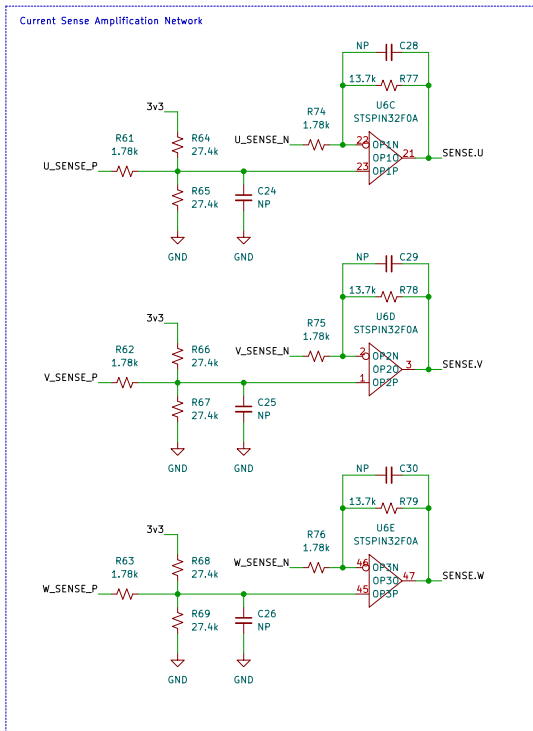 Current Sense Amplification Network
NP C28
13.7k R77
U6C
STSPIN32F0A
3v3
R74
1.78k
R61
1.78k
R64
27.4k
U_SENSE_N
22 OP1N
OP1O 21 SENSE.U
23 OP1P
U_SENSE_P
R65
27.4k
C24
NP
GND
GND
NP C29
13.7k R78
U6D
STSPIN32F0A
3v3
R75
1.78k
R62
1.78k
R66
27.4k
V_SENSE_N
2 OP2N
OP2O 3 SENSE.V
1 OP2P
V_SENSE_P
R67
27.4k
C25
NP
GND
GND
NP C30
13.7k R79
U6E
STSPIN32F0A
3v3
R76
1.78k
R63
1.78k
R68
27.4k
W_SENSE_N
46 OP3N
OP3O 47 SENSE.W
45 OP3P
W_SENSE_P
R69
27.4k
C26
NP
GND
GND